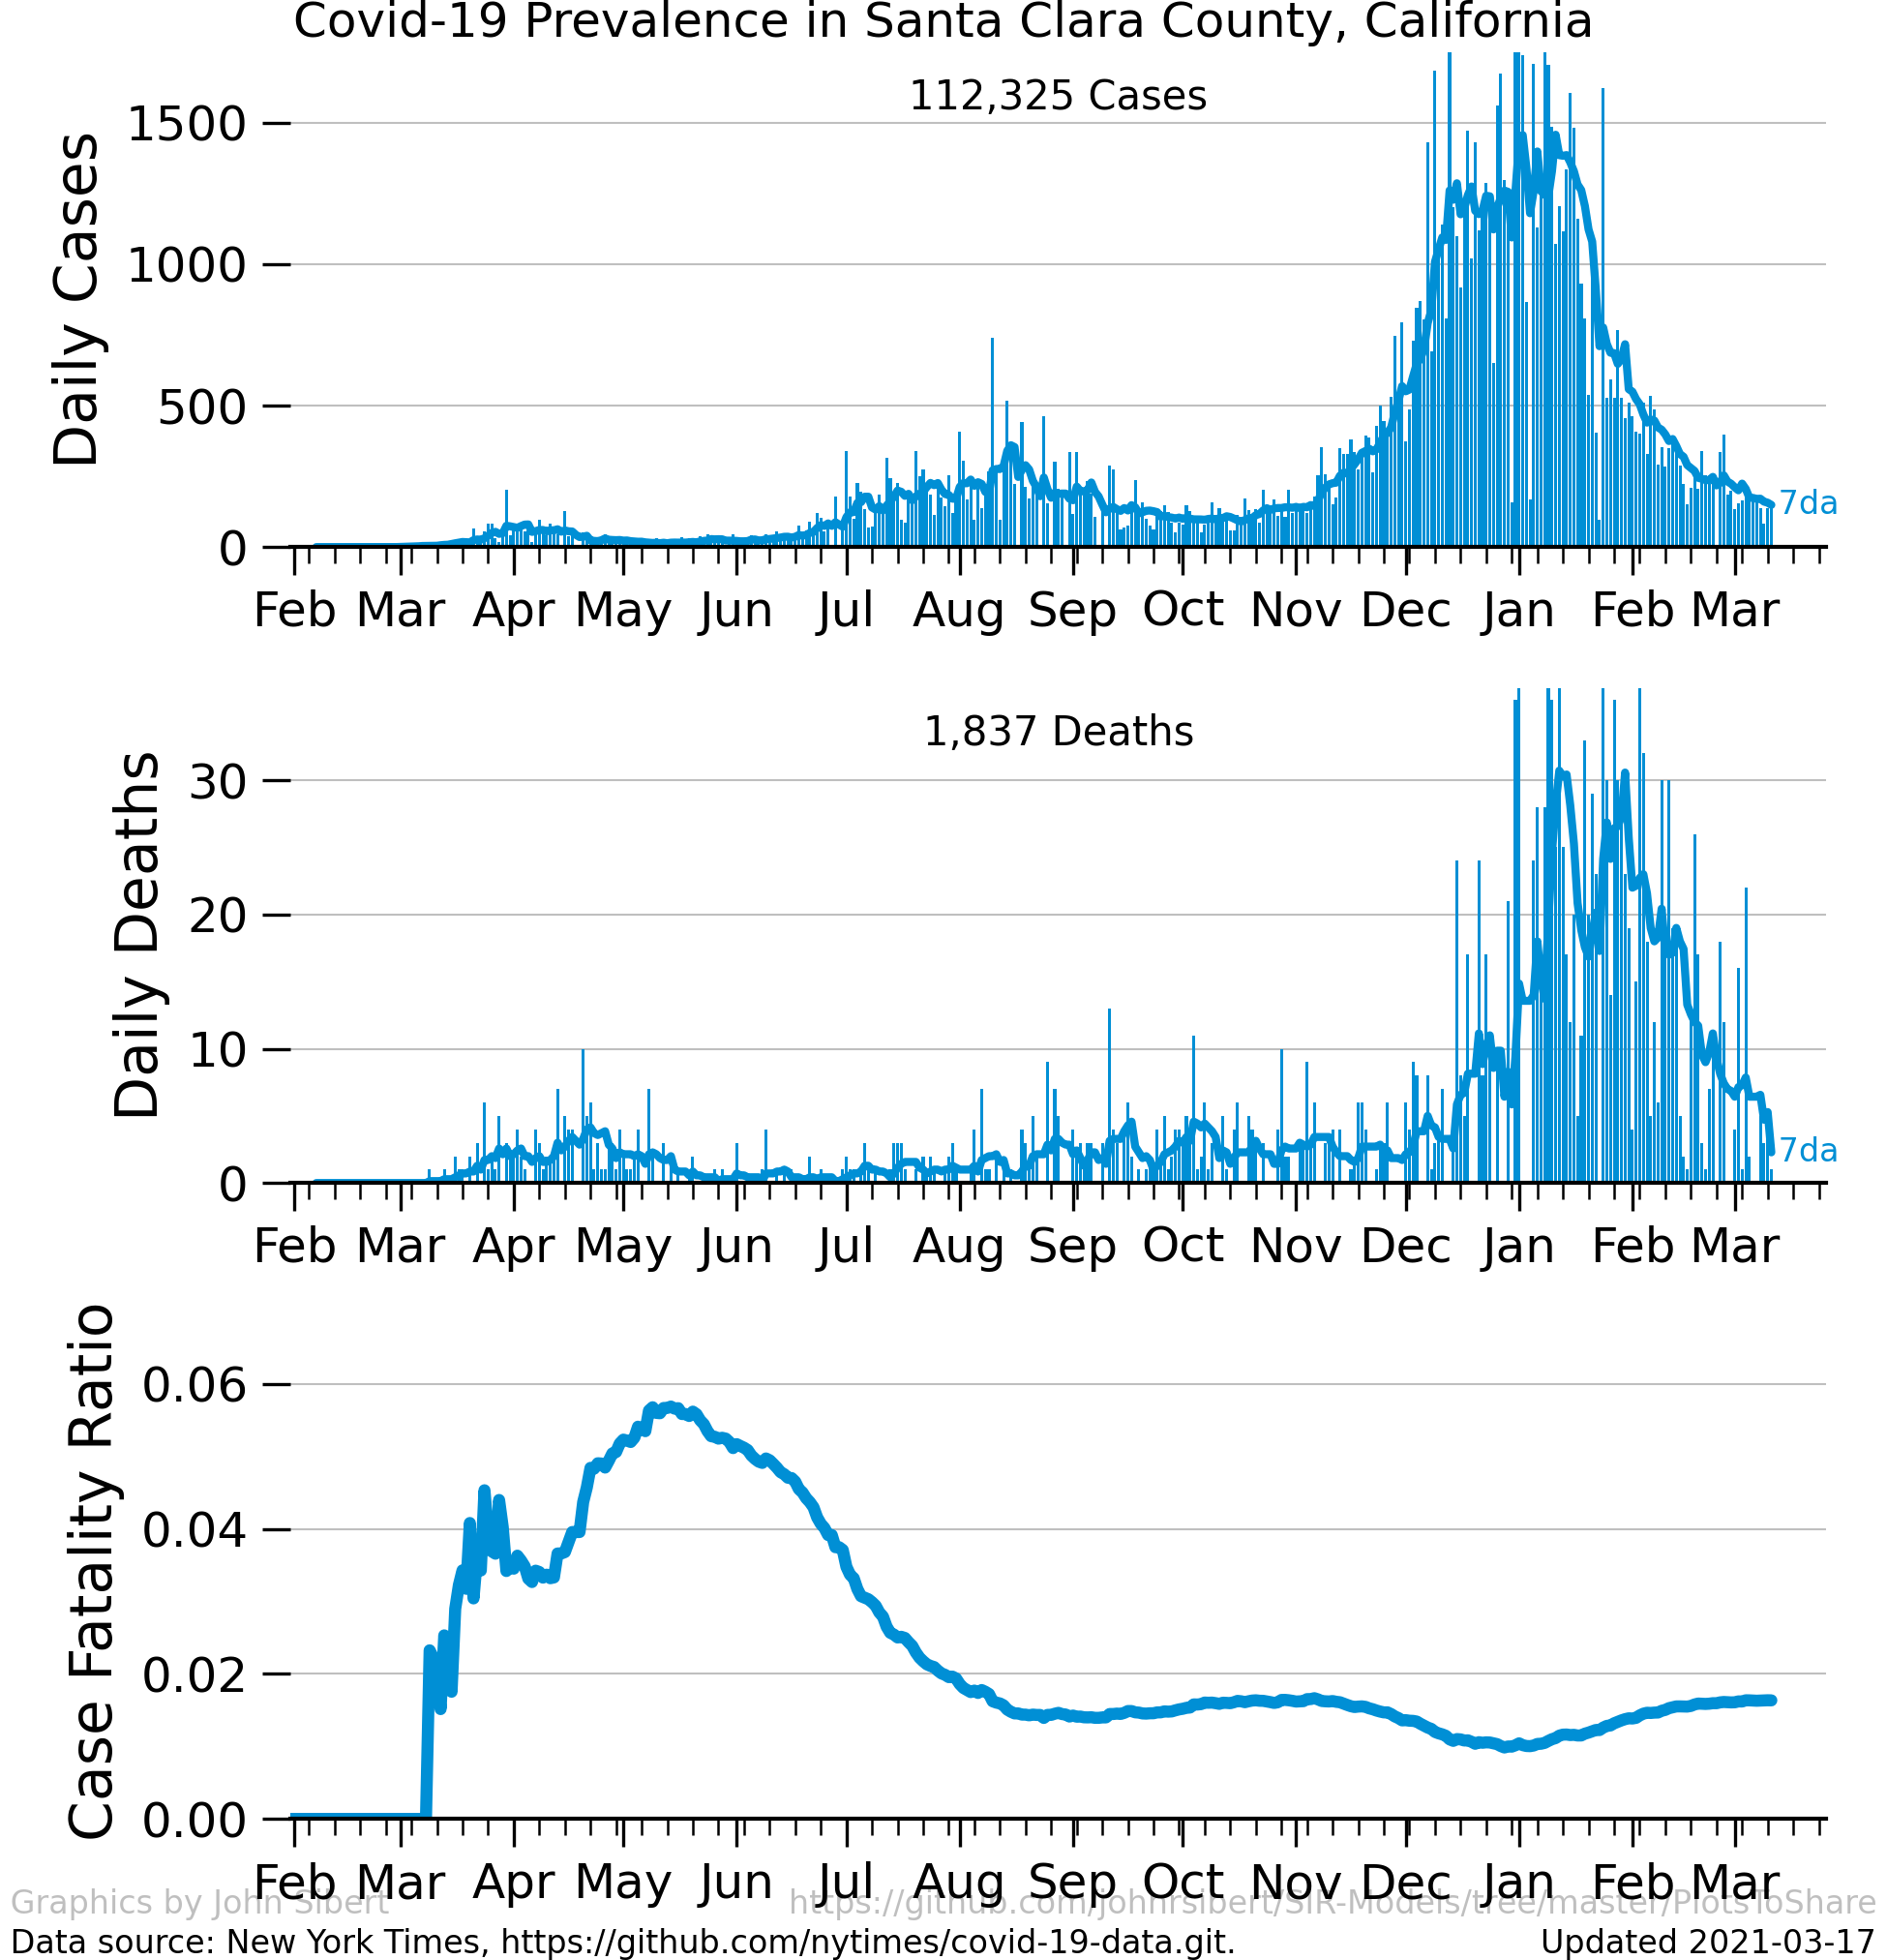 Covid-19 Prevalence in Santa Clara County, California
112,325 Cases
Daily Cases
1500
1000
500
0
7da
Feb Mar Apr May Jun Jul Aug Sep Oct Nov Dec Jan Feb Mar
1,837 Deaths
Daily Deaths
30
20
10
0
7da
Feb Mar Apr May Jun Jul Aug Sep Oct Nov Dec Jan Feb Mar
Case Fatality Ratio
0.06
0.04
0.02
0.00
Feb Mar Apr May Jun Jul Aug Sep Oct Nov Dec Jan Feb Mar
Graphics by John Sibert https://github.com/johnrsibert/SIR-Models/tree/master/PlotsToShare
Data source: New York Times, https://github.com/nytimes/covid-19-data.git. Updated 2021-03-17